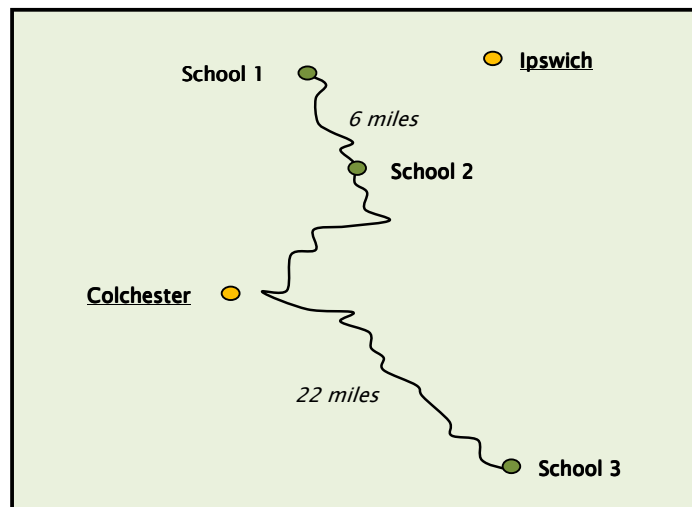 Ipswich
School 1
6 miles
School 2
Colchester
22 miles
School 3